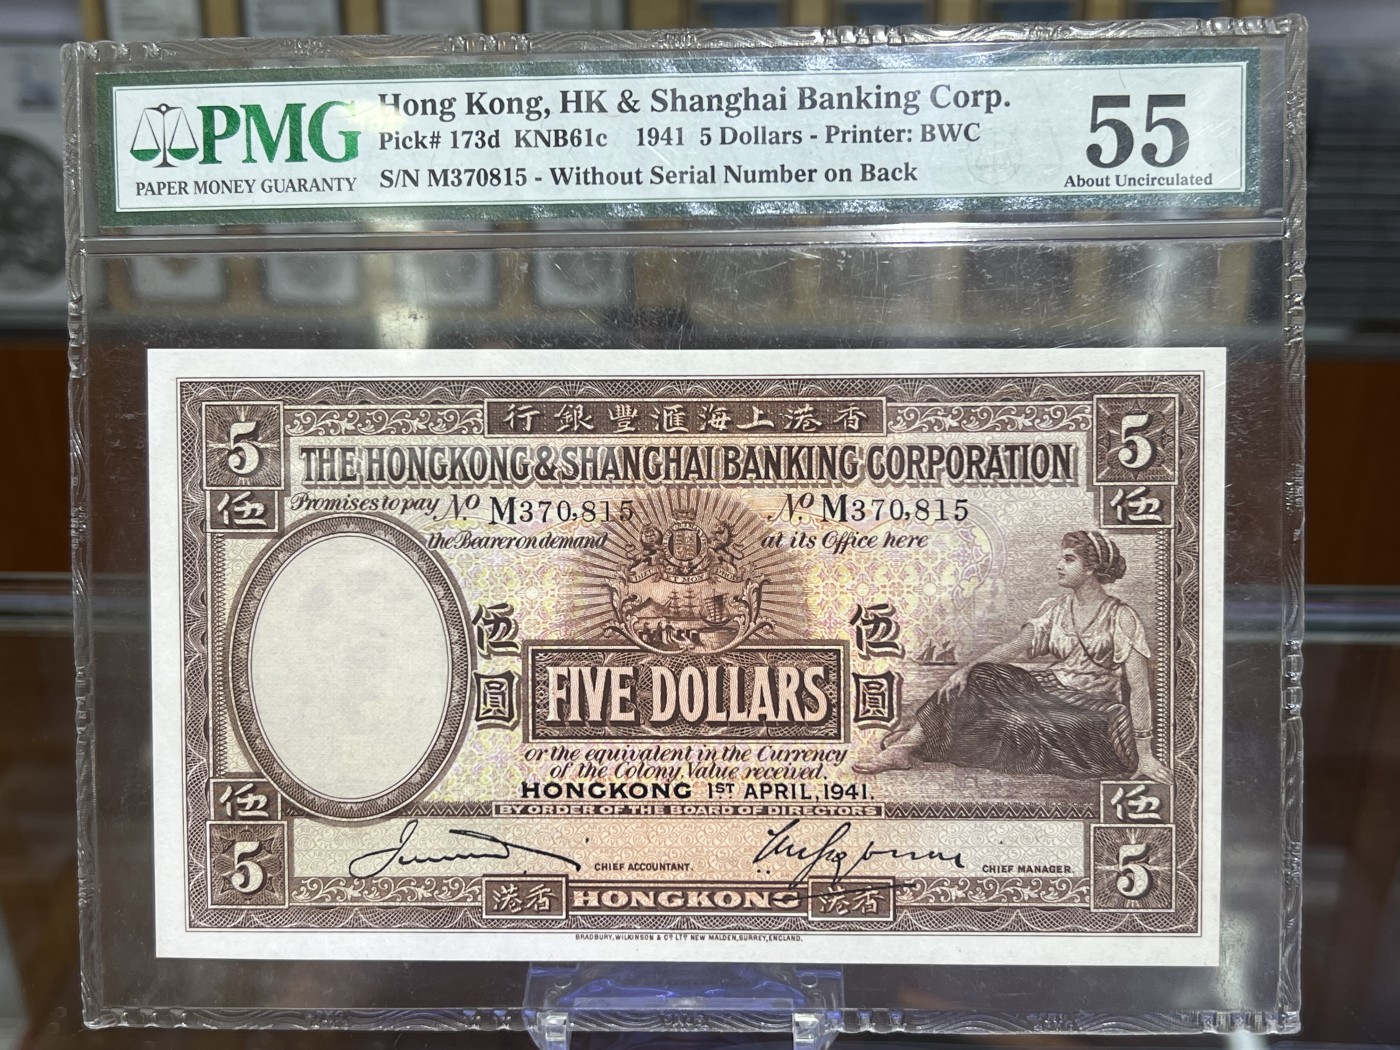 PMG
PAPER MONEY GUARANTY
Hong Kong, HK & Shanghai Banking Corp.
Pick# 173d KNB61c 1941 5 Dollars - Printer: BWC
S/N M370815 - Without Serial Number on Back
55
About Uncirculated
5
行銀豐滙海上港香
5
THE HONGKONG & SHANGHAI BANKING CORPORATION
伍
Promises to pay
No M370,815
No M370,815
伍
the Bearer on demand
at its Office here
伍圓
伍圓
FIVE DOLLARS
or the equivalent in the Currency
of the Colony, Value received.
HONGKONG 1ST APRIL, 1941.
伍
伍
BY ORDER OF THE BOARD OF DIRECTORS
5
CHIEF ACCOUNTANT.
CHIEF MANAGER.
5
港香
HONGKONG
港香
BRADBURY, WILKINSON & Co LTD NEW MALDEN, SURREY, ENGLAND.